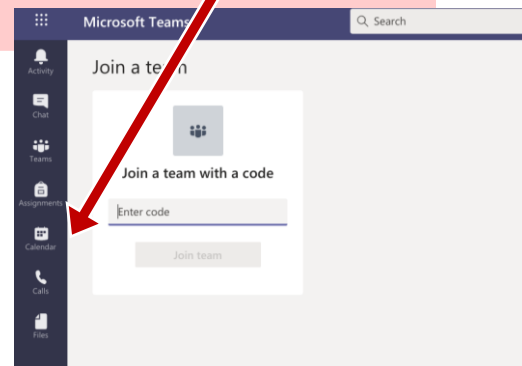 Microsoft Teams
Search
Activity
Join a team
Chat
Teams
Join a team with a code
Assignments
Enter code
Calendar
Join team
Calls
Files